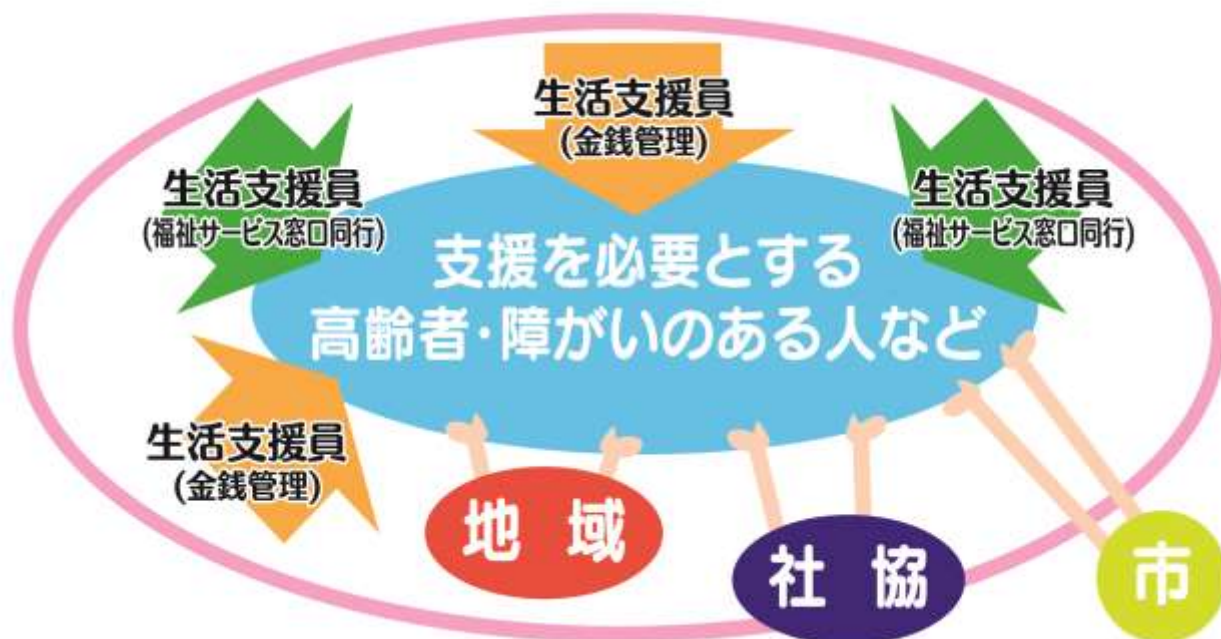 生活支援員
(金銭管理)
生活支援員
(福祉サービス窓口同行)
生活支援員
(福祉サービス窓口同行)
支援を必要とする
高齢者・障がいのある人など
生活支援員
(金銭管理)
地域
社協
市